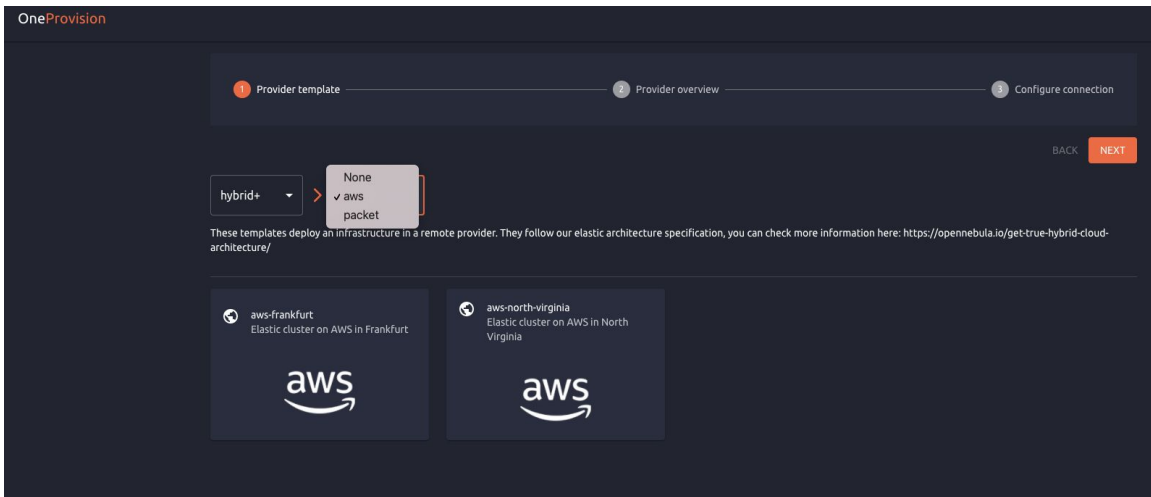 OneProvision
1 Provider template
2 Provider overview
3 Configure connection
BACK NEXT
hybrid+
None
✓ aws
packet
These templates deploy an infrastructure in a remote provider. They follow our elastic architecture specification, you can check more information here: https://opennebula.io/get-true-hybrid-cloud-
architecture/
aws-frankfurt
Elastic cluster on AWS in Frankfurt
aws
aws-north-virginia
Elastic cluster on AWS in North
Virginia
aws